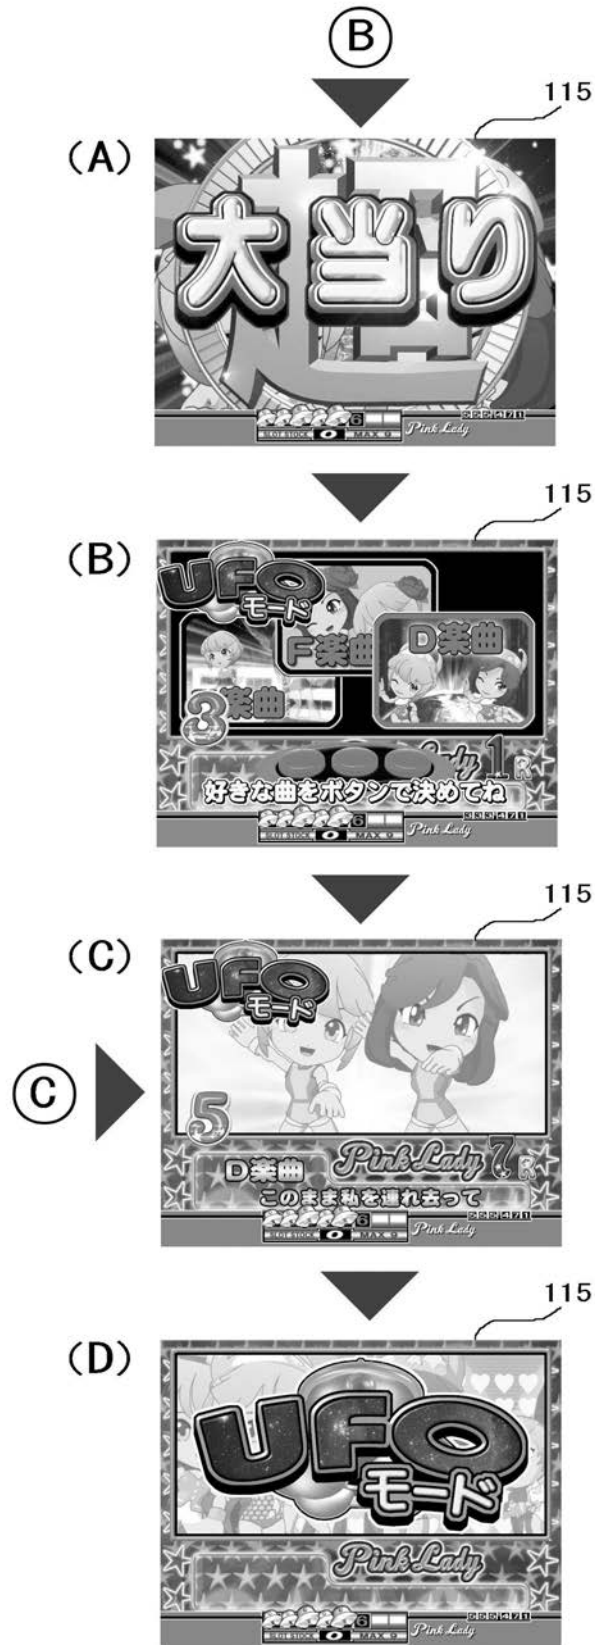 B
115
(A)
超
大当り
6
SLOT STOCK 0 MAX 9
Pink Lady
555471
115
(B)
UFO
モード
F楽曲
D楽曲
3
楽曲
Lady 1R
好きな曲をボタンで決めてね
6
SLOT STOCK 0 MAX 9
Pink Lady
333471
115
(C)
UFO
モード
C
5
Pink Lady 7R
D楽曲
このまま私を連れ去って
6
SLOT STOCK 0 MAX 9
Pink Lady
555471
115
(D)
UFO
モード
Pink Lady
6
SLOT STOCK 0 MAX 9
Pink Lady
555471